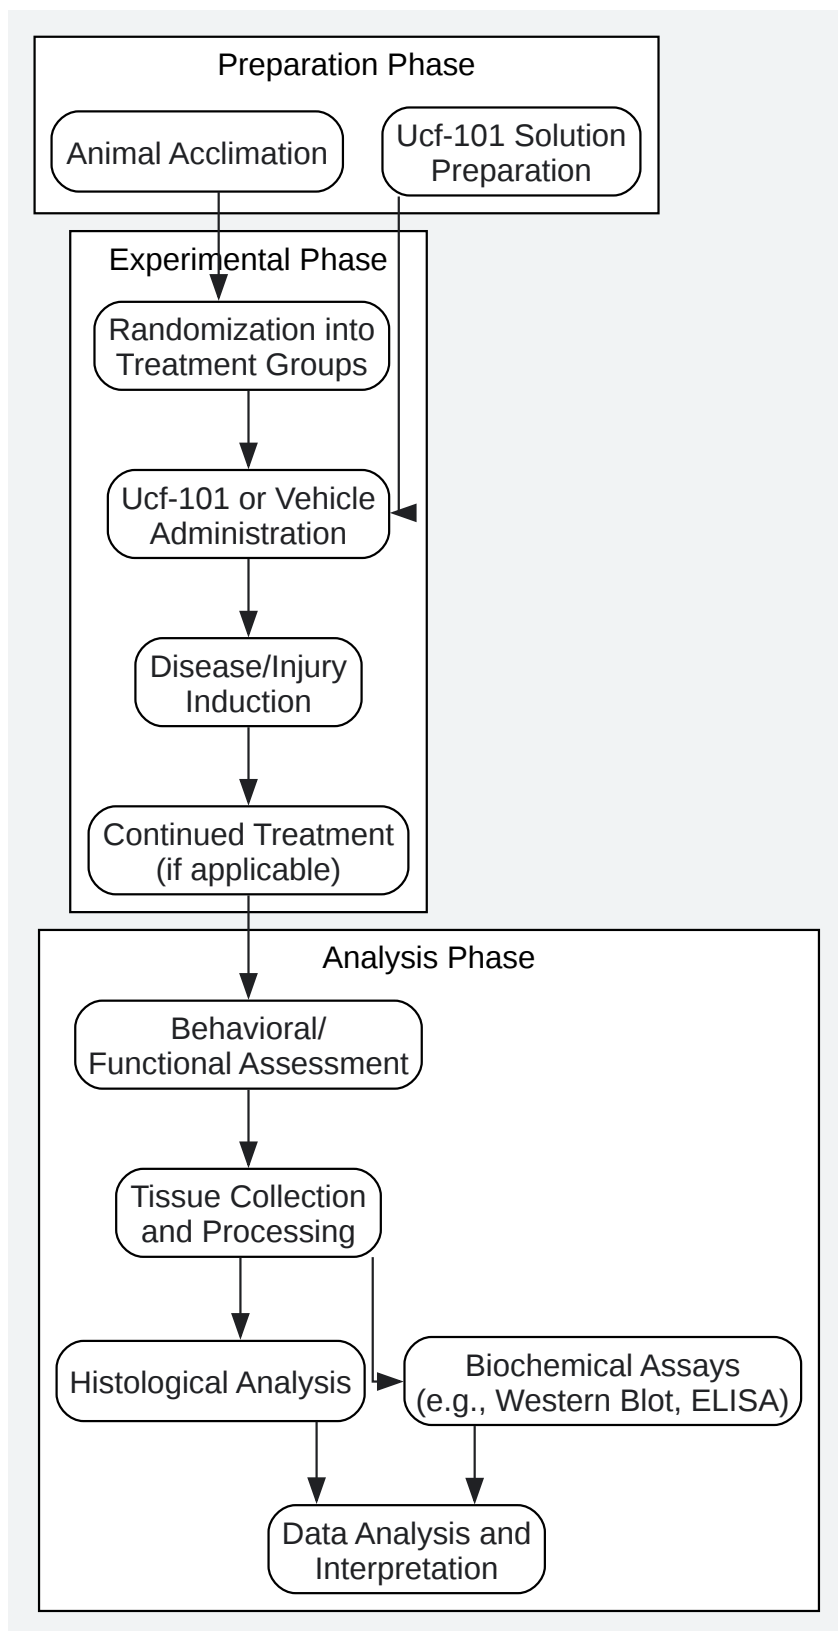 Preparation Phase
Animal Acclimation
Ucf-101 Solution
Preparation
Experimental Phase
Randomization into
Treatment Groups
Ucf-101 or Vehicle
Administration
Disease/Injury
Induction
Continued Treatment
(if applicable)
Analysis Phase
Behavioral/
Functional Assessment
Tissue Collection
and Processing
Histological Analysis
Biochemical Assays
(e.g., Western Blot, ELISA)
Data Analysis and
Interpretation